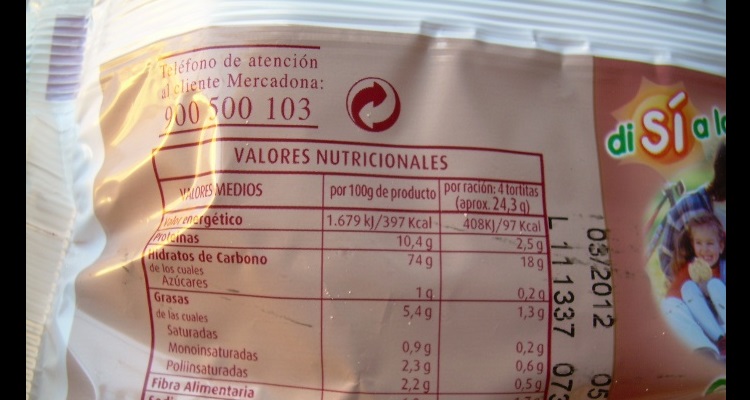 Teléfono de atención
al cliente Mercadona:
900 500 103
VALORES NUTRICIONALES
VALORES MEDIOS por 100g de producto por ración: 4 tortitas (aprox. 24,3 g)
Valor energético 1.679 kJ/397 Kcal 408KJ/97 Kcal
Proteínas 10,4 g 2,5 g
Hidratos de Carbono 74 g 18 g
de los cuales
Azúcares 1 g 0,2 g
Grasas 5,4 g 1,3 g
de las cuales
Saturadas 0,9 g 0,2 g
Monoinsaturadas 2,3 g 0,6 g
Poliinsaturadas 2,2 g 0,5 g
Fibra Alimentaria
di Sí a
03/2012 05
L 11 1337 073